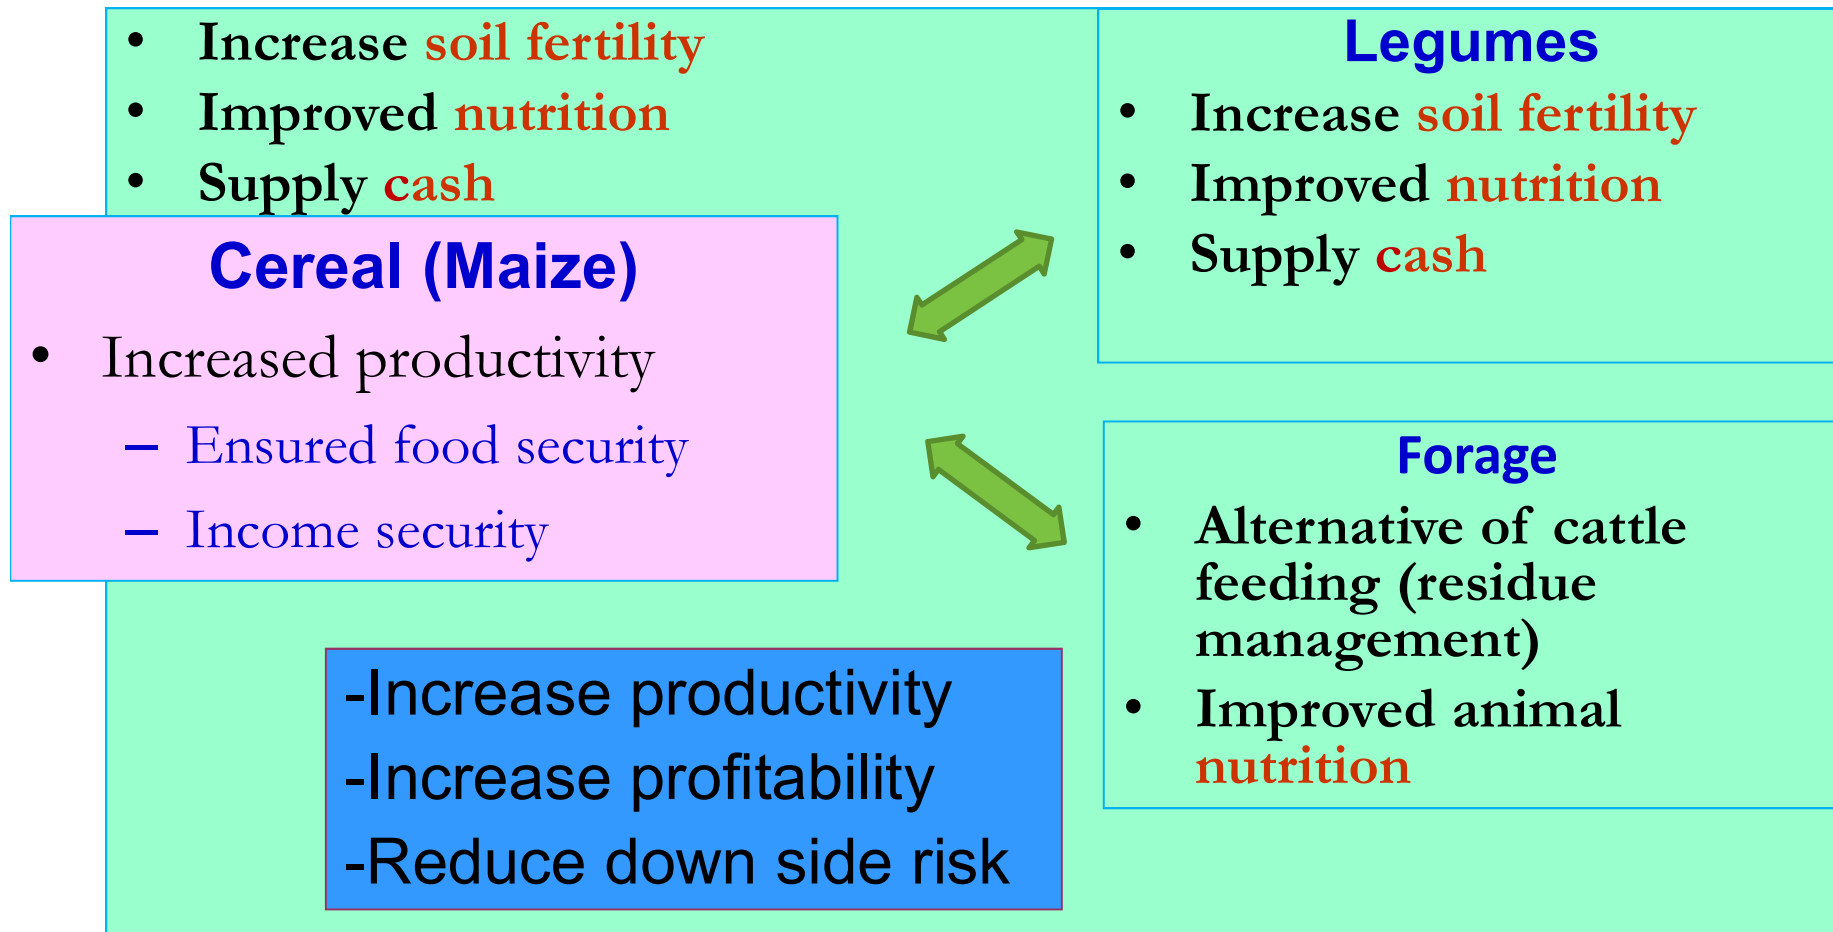 • Increase soil fertility
• Improved nutrition
• Supply cash
Cereal (Maize)
• Increased productivity
– Ensured food security
– Income security
Legumes
• Increase soil fertility
• Improved nutrition
• Supply cash
Forage
• Alternative of cattle
feeding (residue
management)
• Improved animal
nutrition
-Increase productivity
-Increase profitability
-Reduce down side risk